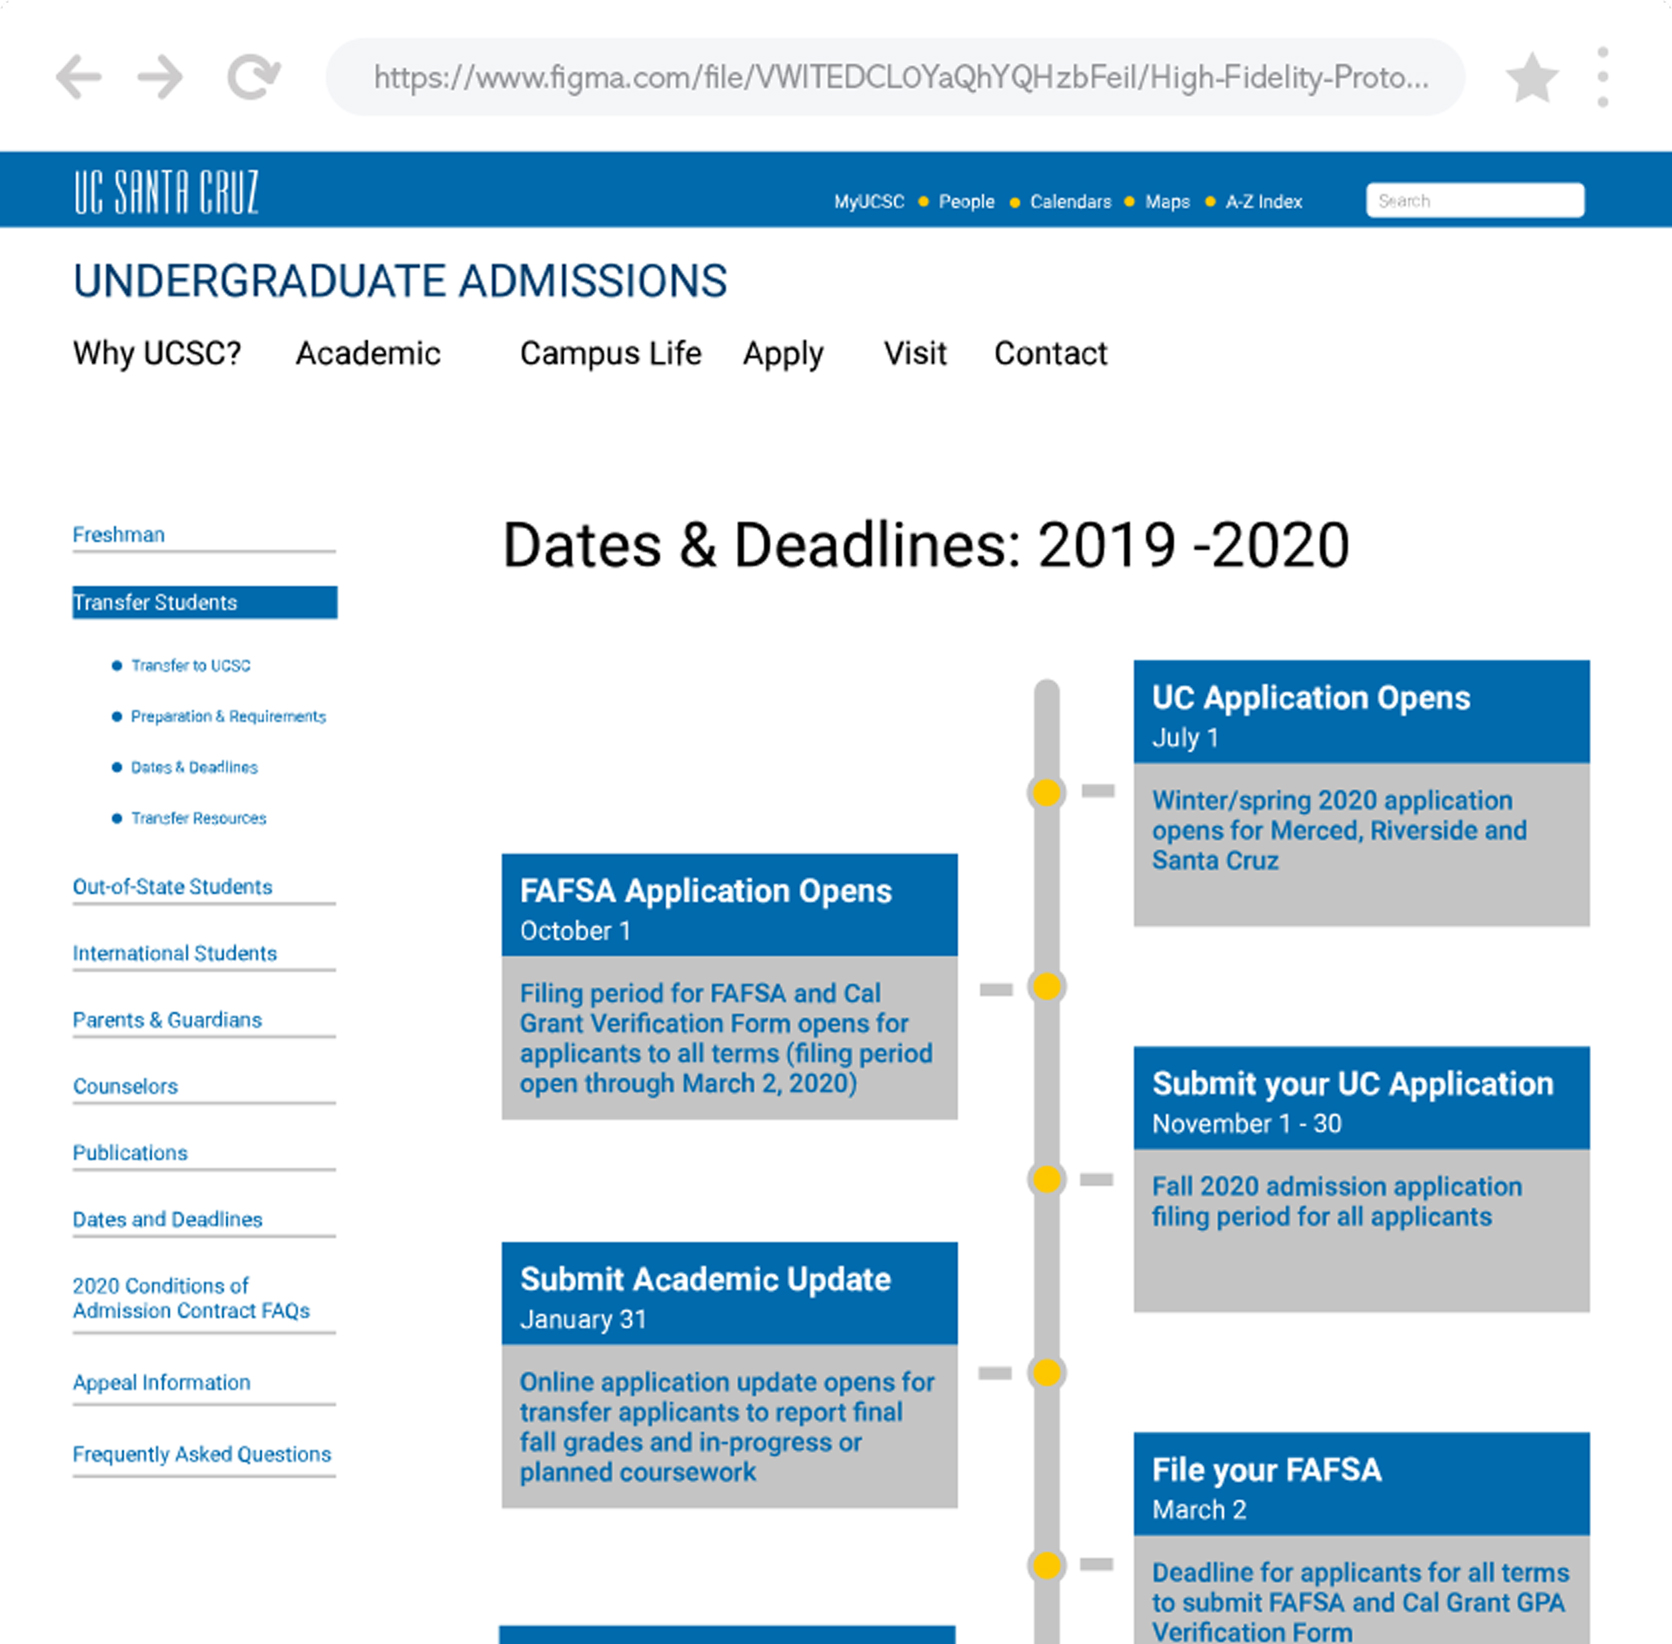 https://www.figma.com/file/VWlTEDCL0YaQhYQHzbFeil/High-Fidelity-Proto...
UC SANTA CRUZ
MyUCSC • People • Calendars • Maps • A-Z Index
Search
UNDERGRADUATE ADMISSIONS
Why UCSC? Academic Campus Life Apply Visit Contact
Freshman
Transfer Students
• Transfer to UCSC
• Preparation & Requirements
• Dates & Deadlines
• Transfer Resources
Out-of-State Students
International Students
Parents & Guardians
Counselors
Publications
Dates and Deadlines
2020 Conditions of
Admission Contract FAQs
Appeal Information
Frequently Asked Questions
Dates & Deadlines: 2019 -2020
UC Application Opens
July 1
Winter/spring 2020 application
opens for Merced, Riverside and
Santa Cruz
FAFSA Application Opens
October 1
Filing period for FAFSA and Cal
Grant Verification Form opens for
applicants to all terms (filing period
open through March 2, 2020)
Submit your UC Application
November 1 - 30
Fall 2020 admission application
filing period for all applicants
Submit Academic Update
January 31
Online application update opens for
transfer applicants to report final
fall grades and in-progress or
planned coursework
File your FAFSA
March 2
Deadline for applicants for all terms
to submit FAFSA and Cal Grant GPA
Verification Form